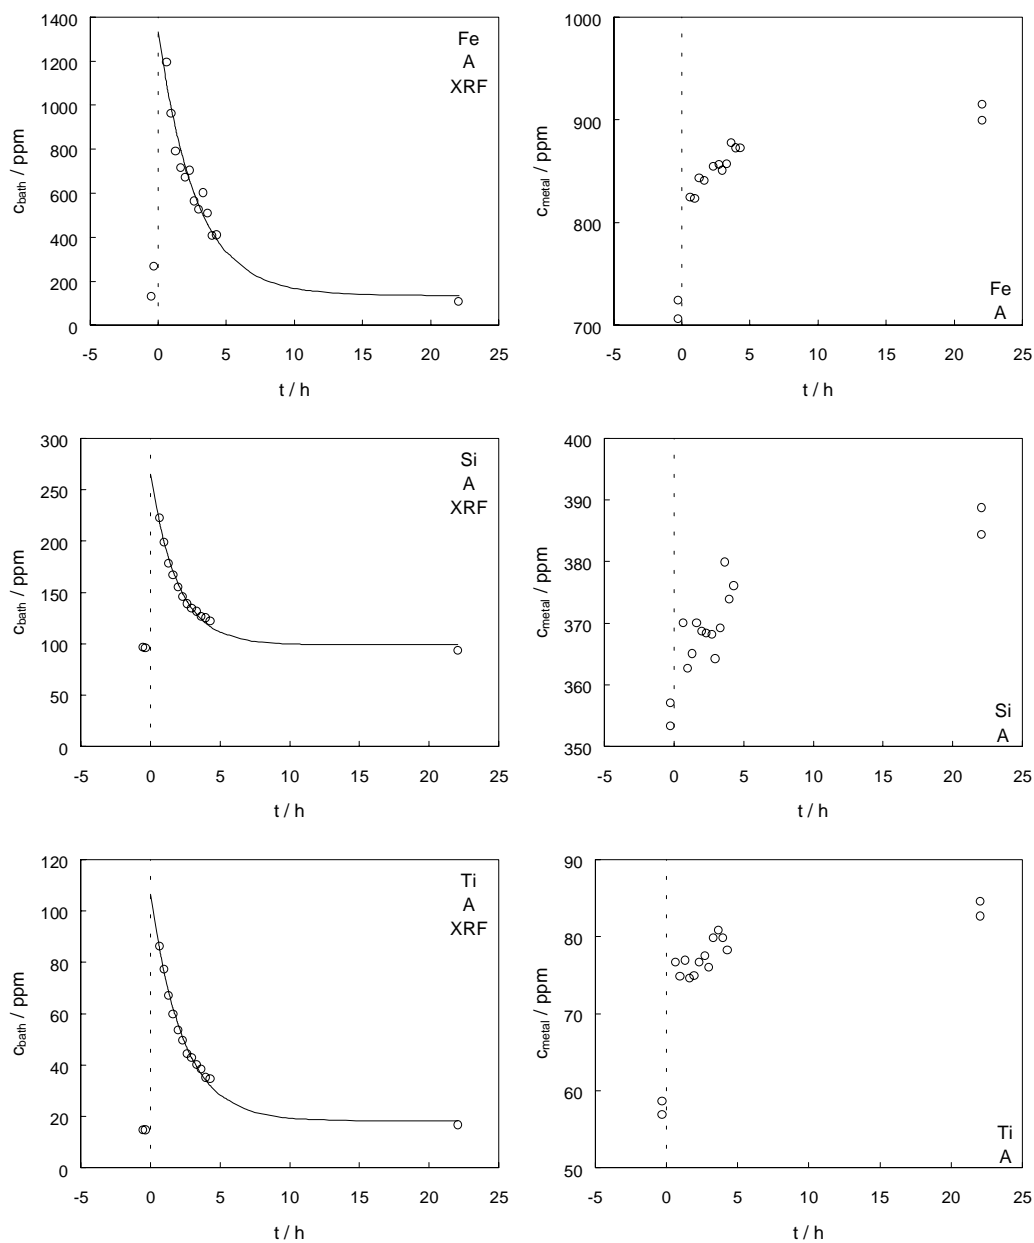 1400
1200
1000
800
600
400
200
0
-5 0 5 10 15 20 25
t / h
c_bath / ppm
Fe
A
XRF
1000
900
800
700
-5 0 5 10 15 20 25
t / h
c_metal / ppm
Fe
A
300
250
200
150
100
50
0
-5 0 5 10 15 20 25
t / h
c_bath / ppm
Si
A
XRF
400
390
380
370
360
350
-5 0 5 10 15 20 25
t / h
c_metal / ppm
Si
A
120
100
80
60
40
20
0
-5 0 5 10 15 20 25
t / h
c_bath / ppm
Ti
A
XRF
90
80
70
60
50
-5 0 5 10 15 20 25
t / h
c_metal / ppm
Ti
A